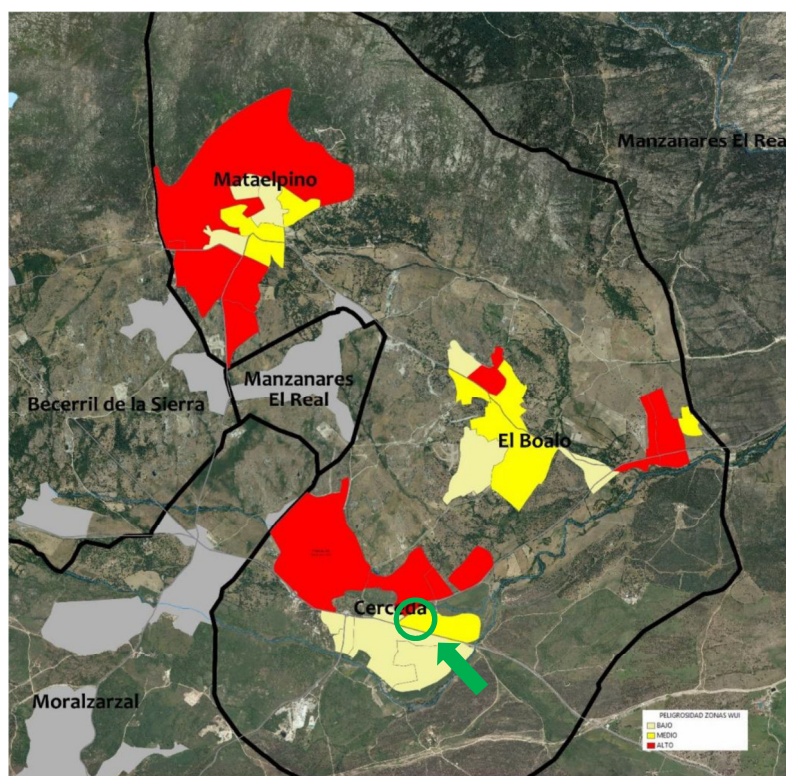 Manzanares El Rea
Mataelpino
Manzanares
El Real
Becerril de la Sierra
El Boalo
Cerceda
Moralzarzal
PELIGROSIDAD ZONAS WUI
BAJO
MEDIO
ALTO